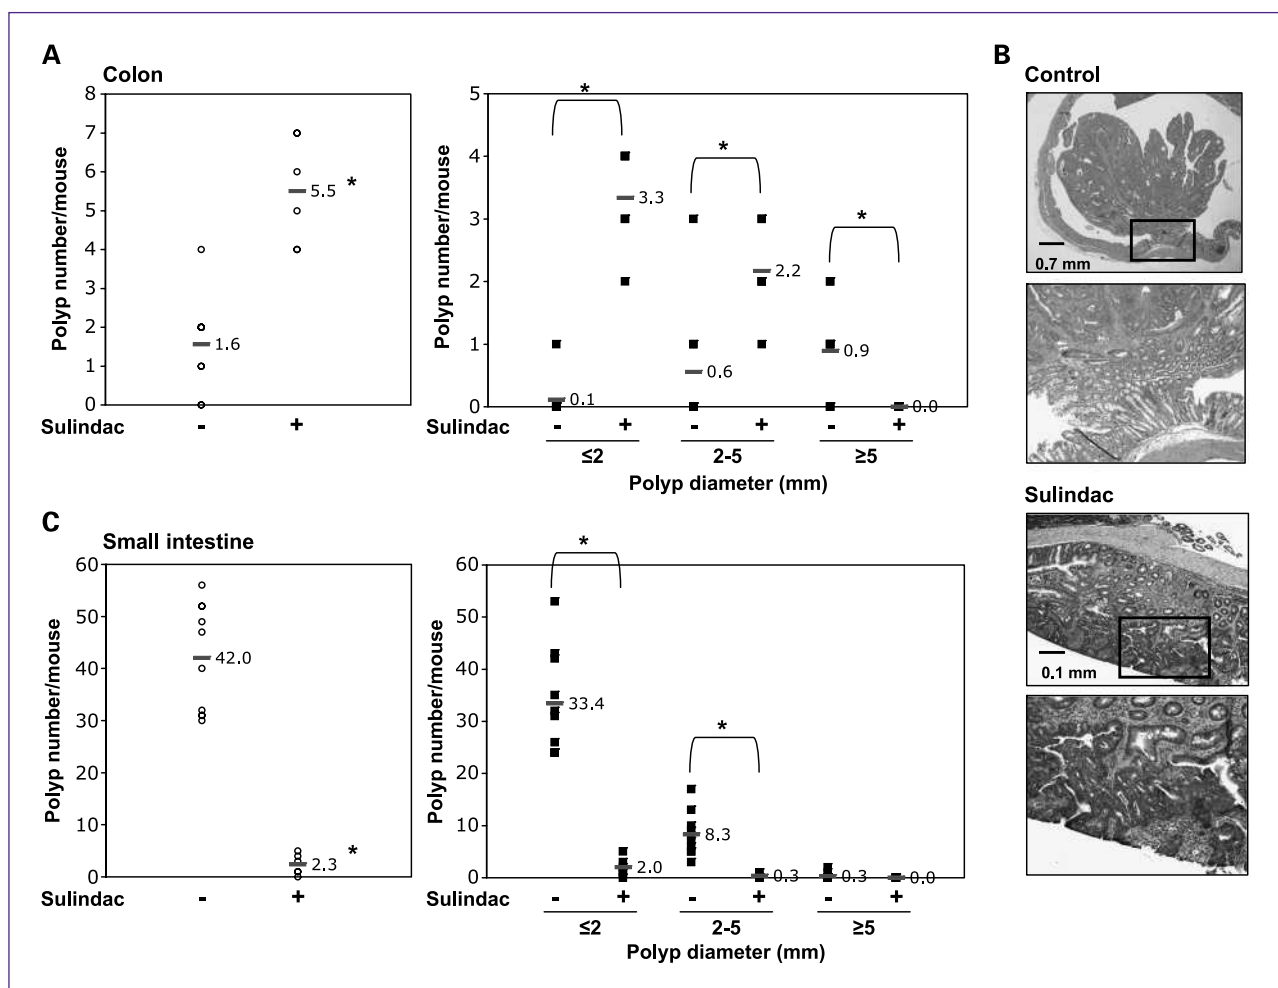 A
Colon
Polyp number/mouse
8
7
6
5
4
3
2
1
0
1.6
5.5
*
Sulindac - +
Polyp number/mouse
5
4
3
2
1
0
*
*
*
0.1
3.3
0.6
2.2
0.9
0.0
Sulindac - + - + - +
≤2 2-5 ≥5
Polyp diameter (mm)
B
Control
0.7 mm
Sulindac
0.1 mm
C
Small intestine
Polyp number/mouse
60
50
40
30
20
10
0
42.0
2.3
*
Sulindac - +
Polyp number/mouse
60
50
40
30
20
10
0
*
*
33.4
2.0
8.3
0.3
0.3
0.0
Sulindac - + - + - +
≤2 2-5 ≥5
Polyp diameter (mm)